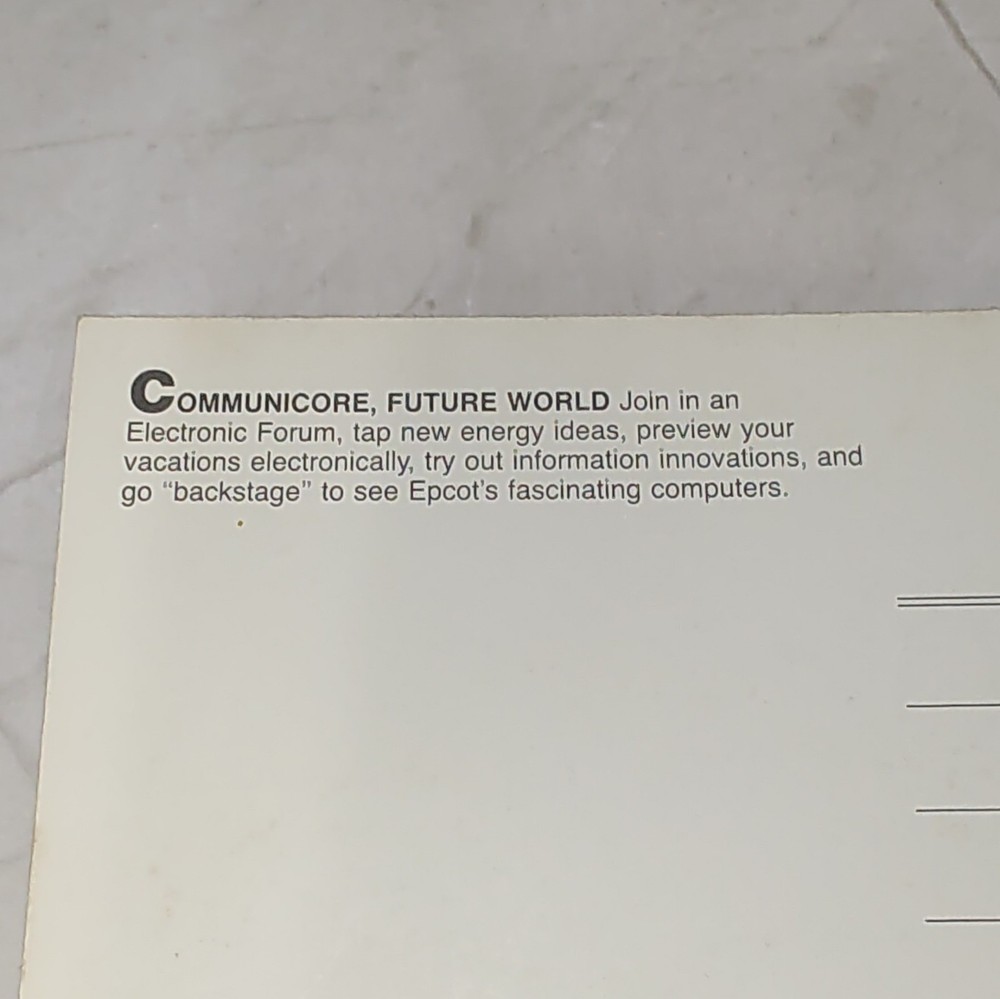 COMMUNICORE, FUTURE WORLD Join in an
Electronic Forum, tap new energy ideas, preview your
vacations electronically, try out information innovations, and
go “backstage” to see Epcot's fascinating computers.